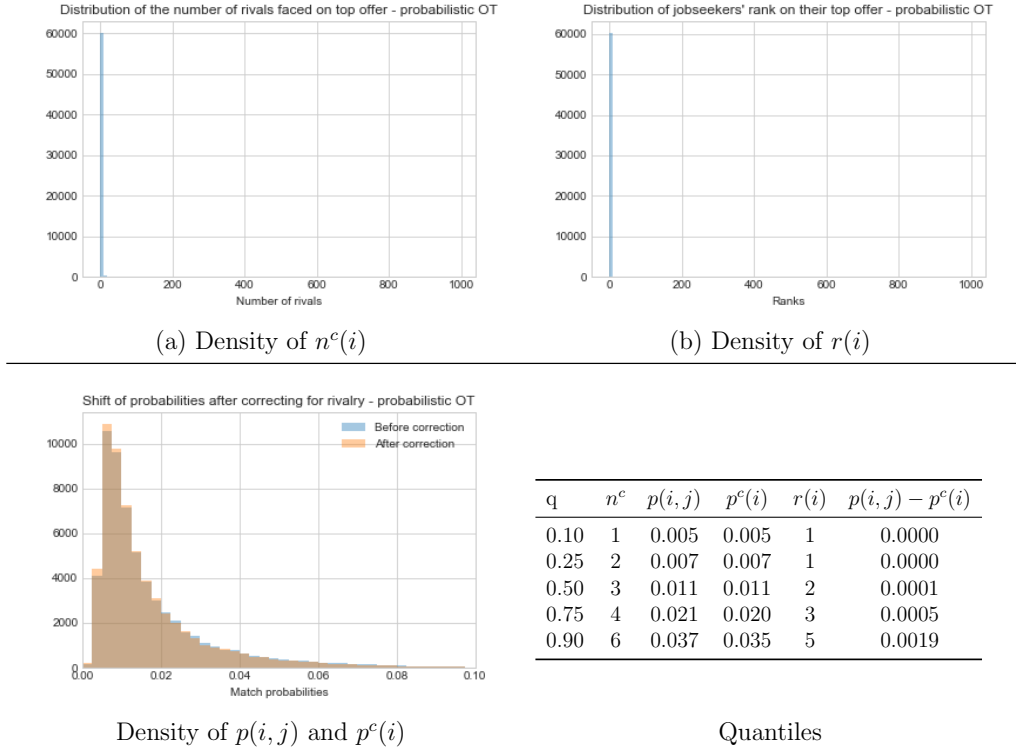 Distribution of the number of rivals faced on top offer - probabilistic OT
60000
50000
40000
30000
20000
10000
0
0 200 400 600 800 1000
Number of rivals
(a) Density of n^c(i)
Distribution of jobseekers' rank on their top offer - probabilistic OT
60000
50000
40000
30000
20000
10000
0
0 200 400 600 800 1000
Ranks
(b) Density of r(i)
Shift of probabilities after correcting for rivalry - probabilistic OT
Before correction
After correction
10000
8000
6000
4000
2000
0
0.00 0.02 0.04 0.06 0.08 0.10
Match probabilities
Density of p(i, j) and p^c(i)
q n^c p(i, j) p^c(i) r(i) p(i, j) − p^c(i)
0.10 1 0.005 0.005 1 0.0000
0.25 2 0.007 0.007 1 0.0000
0.50 3 0.011 0.011 2 0.0001
0.75 4 0.021 0.020 3 0.0005
0.90 6 0.037 0.035 5 0.0019
Quantiles